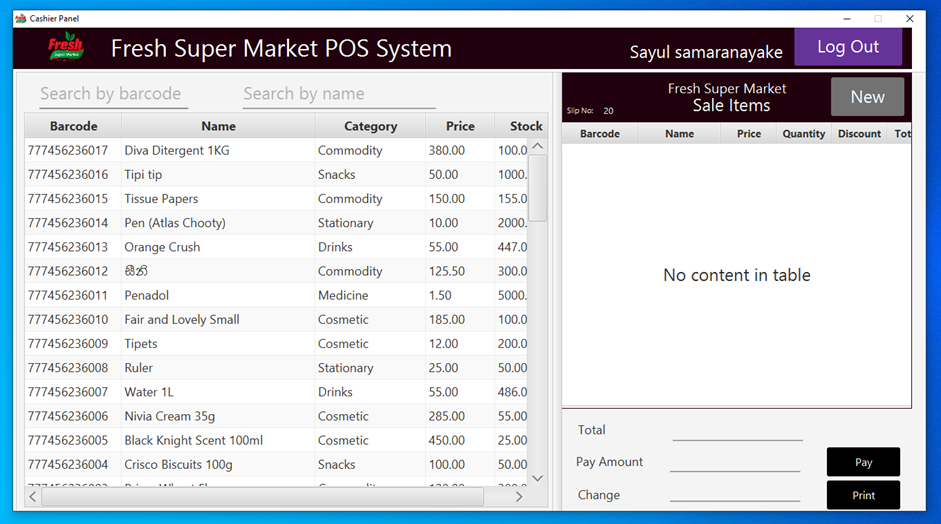 Cashier Panel
Fresh
Fresh Super Market POS System
Sayul samaranayake
Log Out
Search by barcode Search by name
Barcode Name Category Price Stock
777456236017 Diva Ditergent 1KG Commodity 380.00 100.0
777456236016 Tipi tip Snacks 50.00 1000.
777456236015 Tissue Papers Commodity 150.00 155.0
777456236014 Pen (Atlas Chooty) Stationary 10.00 2000.
777456236013 Orange Crush Drinks 55.00 447.0
777456236012 සීනි Commodity 125.50 300.0
777456236011 Penadol Medicine 1.50 5000.
777456236010 Fair and Lovely Small Cosmetic 185.00 100.0
777456236009 Tipets Cosmetic 12.00 200.0
777456236008 Ruler Stationary 25.00 50.00
777456236007 Water 1L Drinks 55.00 486.0
777456236006 Nivia Cream 35g Cosmetic 285.00 55.00
777456236005 Black Knight Scent 100ml Cosmetic 450.00 25.00
777456236004 Crisco Biscuits 100g Snacks 100.00 50.00
Fresh Super Market
Slip No: 20 Sale Items
New
Barcode Name Price Quantity Discount Tot
No content in table
Total
Pay Amount
Pay
Change
Print